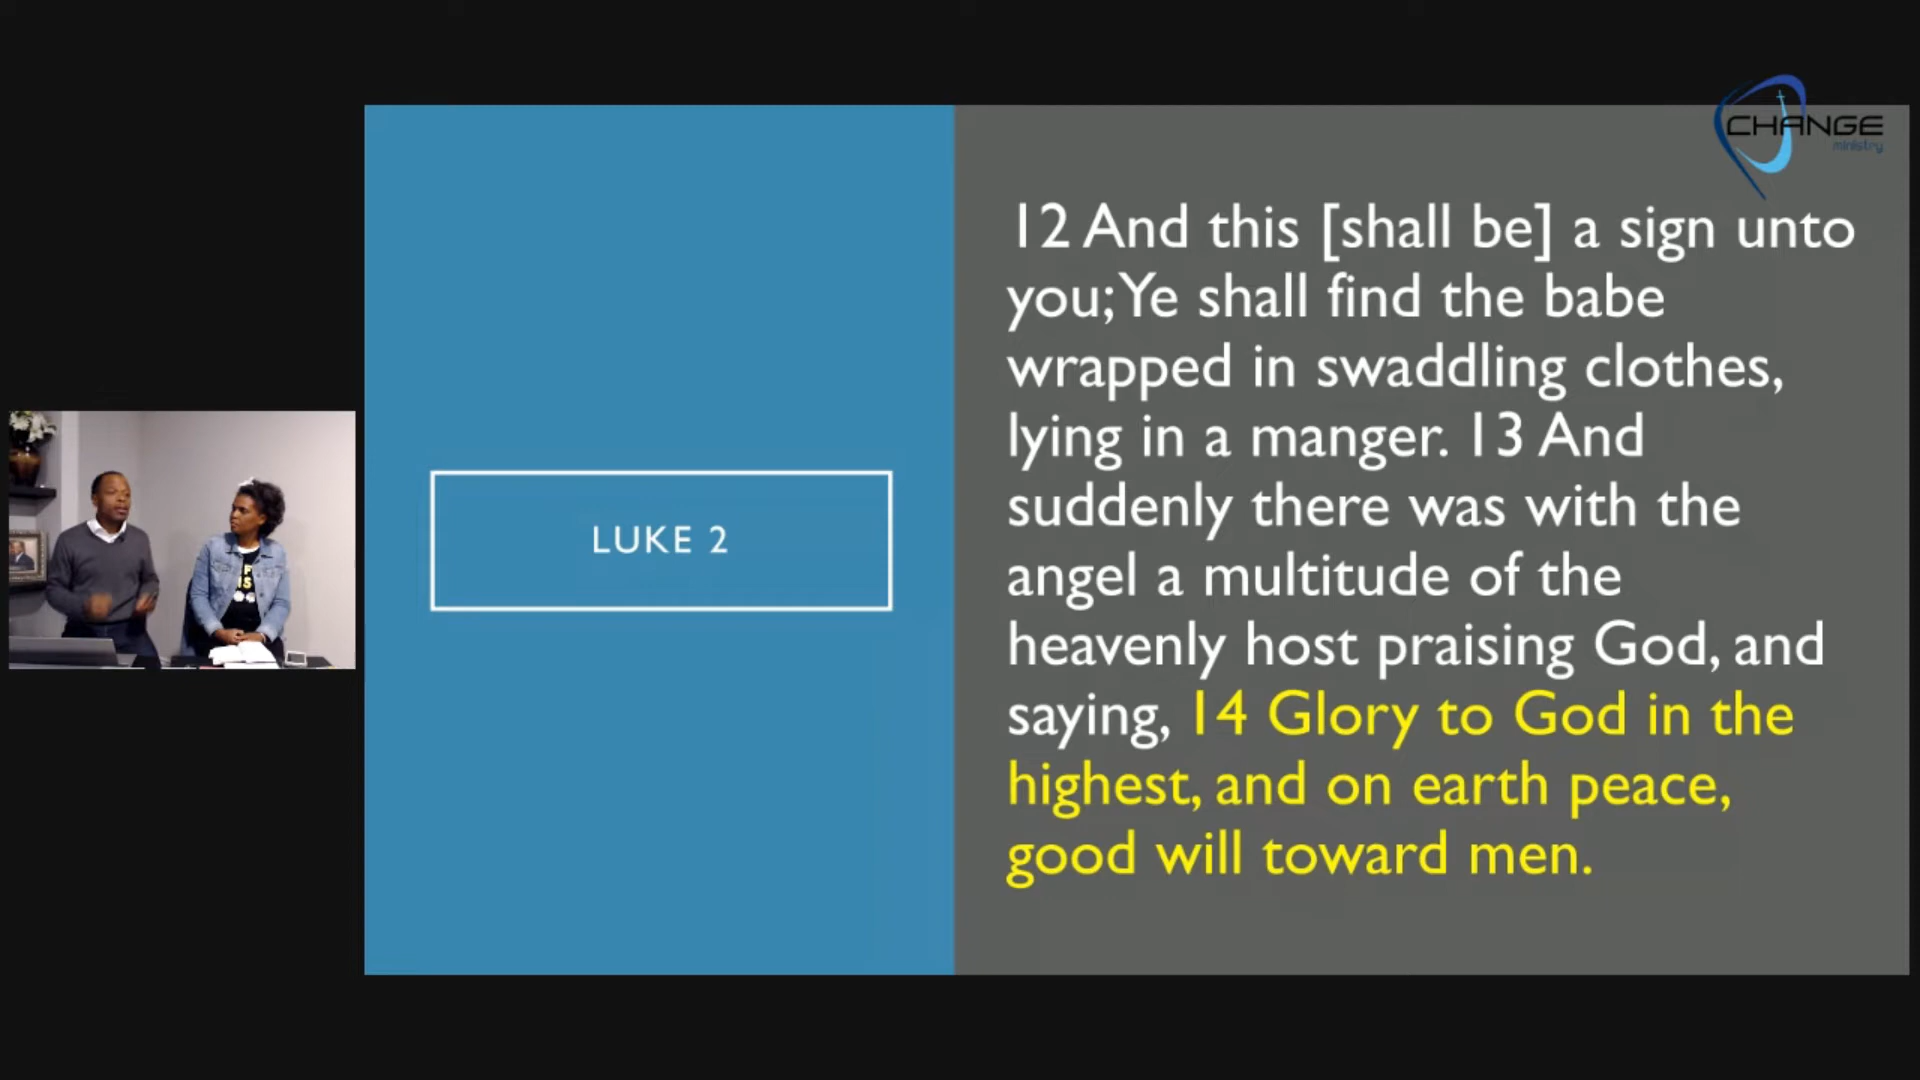 CHANGE
ministry
LUKE 2
12 And this [shall be] a sign unto
you; Ye shall find the babe
wrapped in swaddling clothes,
lying in a manger. 13 And
suddenly there was with the
angel a multitude of the
heavenly host praising God, and
saying, 14 Glory to God in the
highest, and on earth peace,
good will toward men.